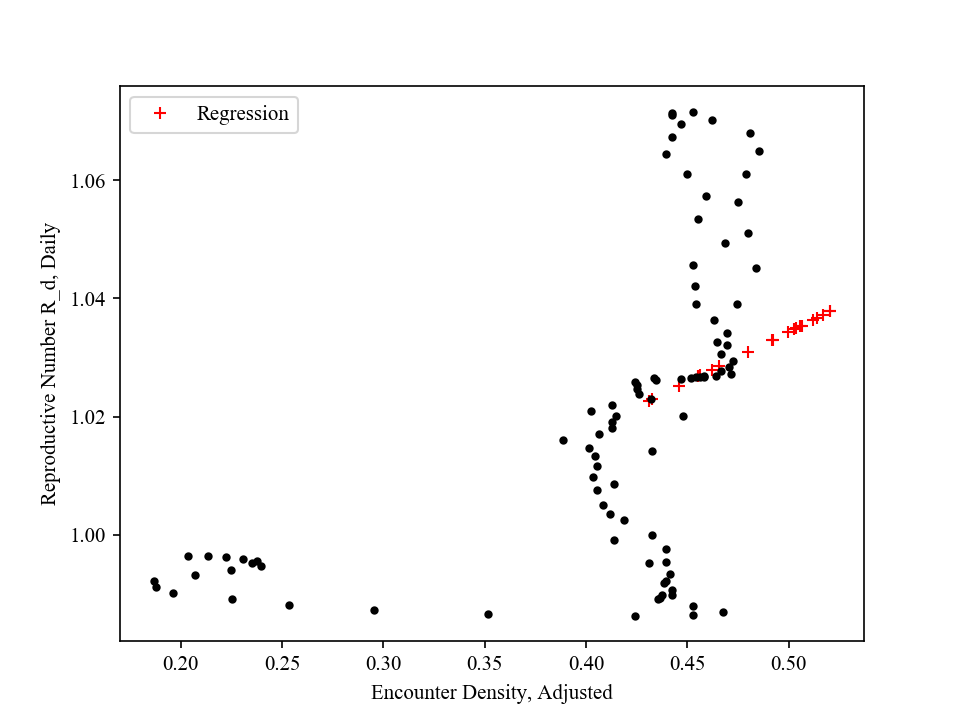 Regression
1.06
1.04
1.02
1.00
Reproductive Number R_d, Daily
0.20 0.25 0.30 0.35 0.40 0.45 0.50
Encounter Density, Adjusted